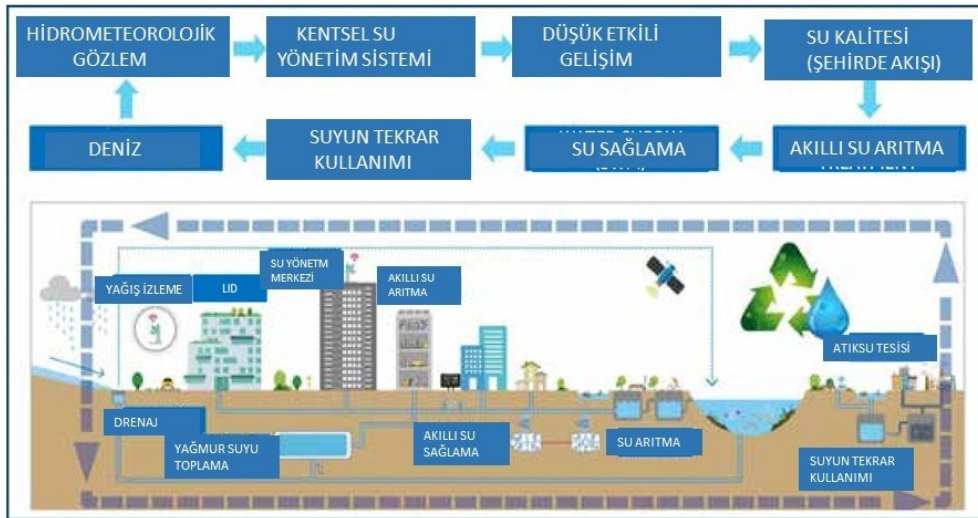 HİDROMETEOROLOJİK
GÖZLEM
KENTSEL SU
YÖNETİM SİSTEMİ
DÜŞÜK ETKİLİ
GELİŞİM
SU KALİTESİ
(ŞEHİRDE AKIŞI)
DENİZ
SUYUN TEKRAR
KULLANIMI
SU SAĞLAMA
AKILLI SU ARITMA
YAĞIŞ İZLEME
LID
SU YÖNETM
MERKEZİ
AKILLI SU
ARITMA
ATIKSU TESİSİ
DRENAJ
YAĞMUR SUYU
TOPLAMA
AKILLI SU
SAĞLAMA
SU ARITMA
SUYUN TEKRAR
KULLANIMI